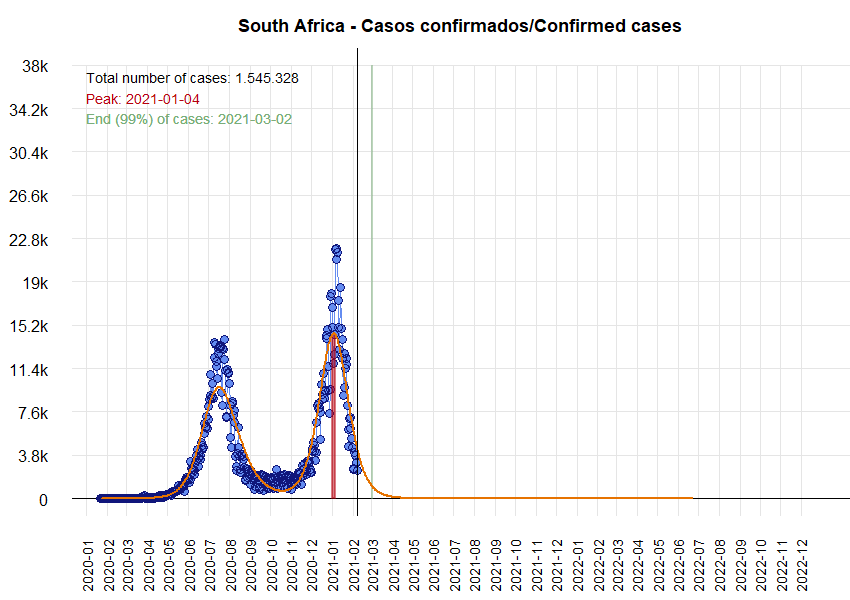 South Africa - Casos confirmados/Confirmed cases
38k
Total number of cases: 1.545.328
Peak: 2021-01-04
34.2k
End (99%) of cases: 2021-03-02
30.4k
26.6k
22.8k
19k
15.2k
11.4k
7.6k
3.8k
0
2020-01
2020-02
2020-03
2020-04
2020-05
2020-06
2020-07
2020-08
2020-09
2020-10
2020-11
2020-12
2021-01
2021-02
2021-03
2021-04
2021-05
2021-06
2021-07
2021-08
2021-09
2021-10
2021-11
2021-12
2022-02
2022-03
2022-04
2022-05
2022-06
2022-07
2022-08
2022-09
2022-10
2022-11
2022-12